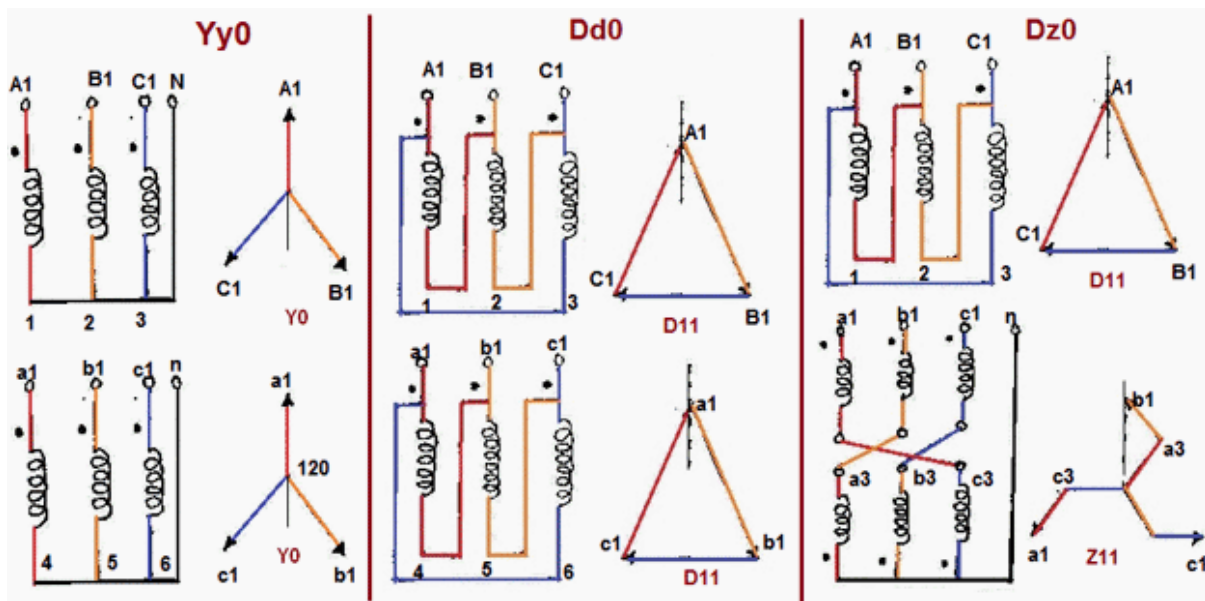 Yy0
A1 B1 C1 N
1 2 3
A1
C1 B1
Y0
a1 b1 c1 n
4 5 6
a1
120
c1 b1
Y0
Dd0
A1 B1 C1
1 2 3
A1
C1 B1
D11
a1 b1 c1
4 5 6
a1
c1 b1
D11
Dz0
A1 B1 C1
1 2 3
A1
C1 B1
D11
a1 b1 c1 n
a3 b3 c3
b1
a3
c3
a1 c1
Z11